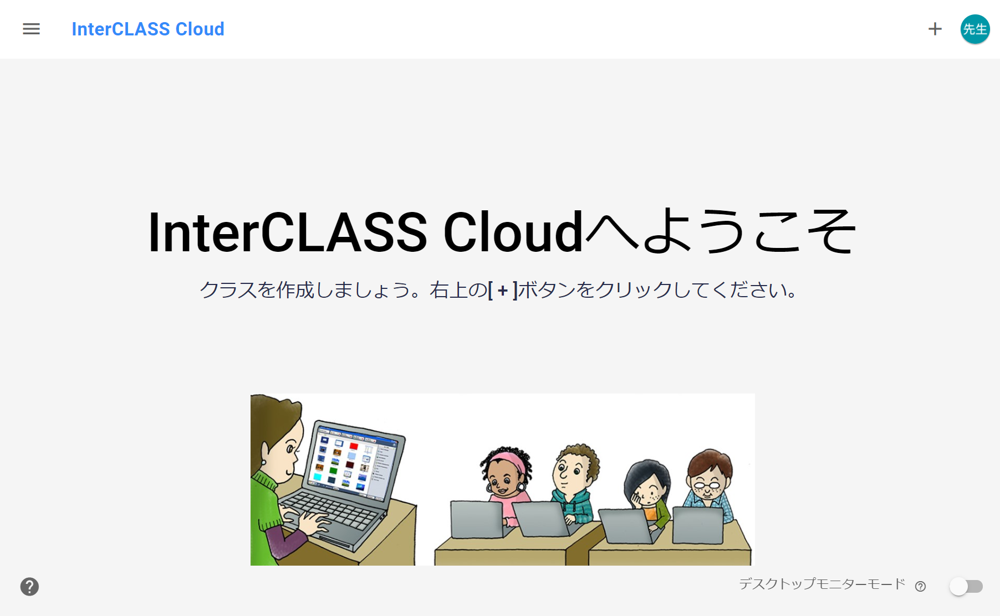 InterCLASS Cloud
+
先生
InterCLASS Cloudへようこそ
クラスを作成しましょう。右上の[ + ]ボタンをクリックしてください。
デスクトップモニターモード